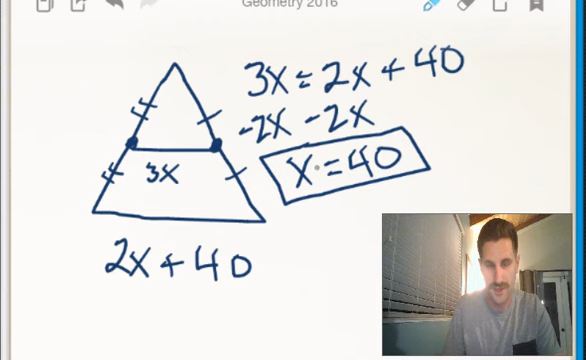 Geometry 2016
3x = 2x + 40
-2x -2x
x = 40
3x
2x + 40